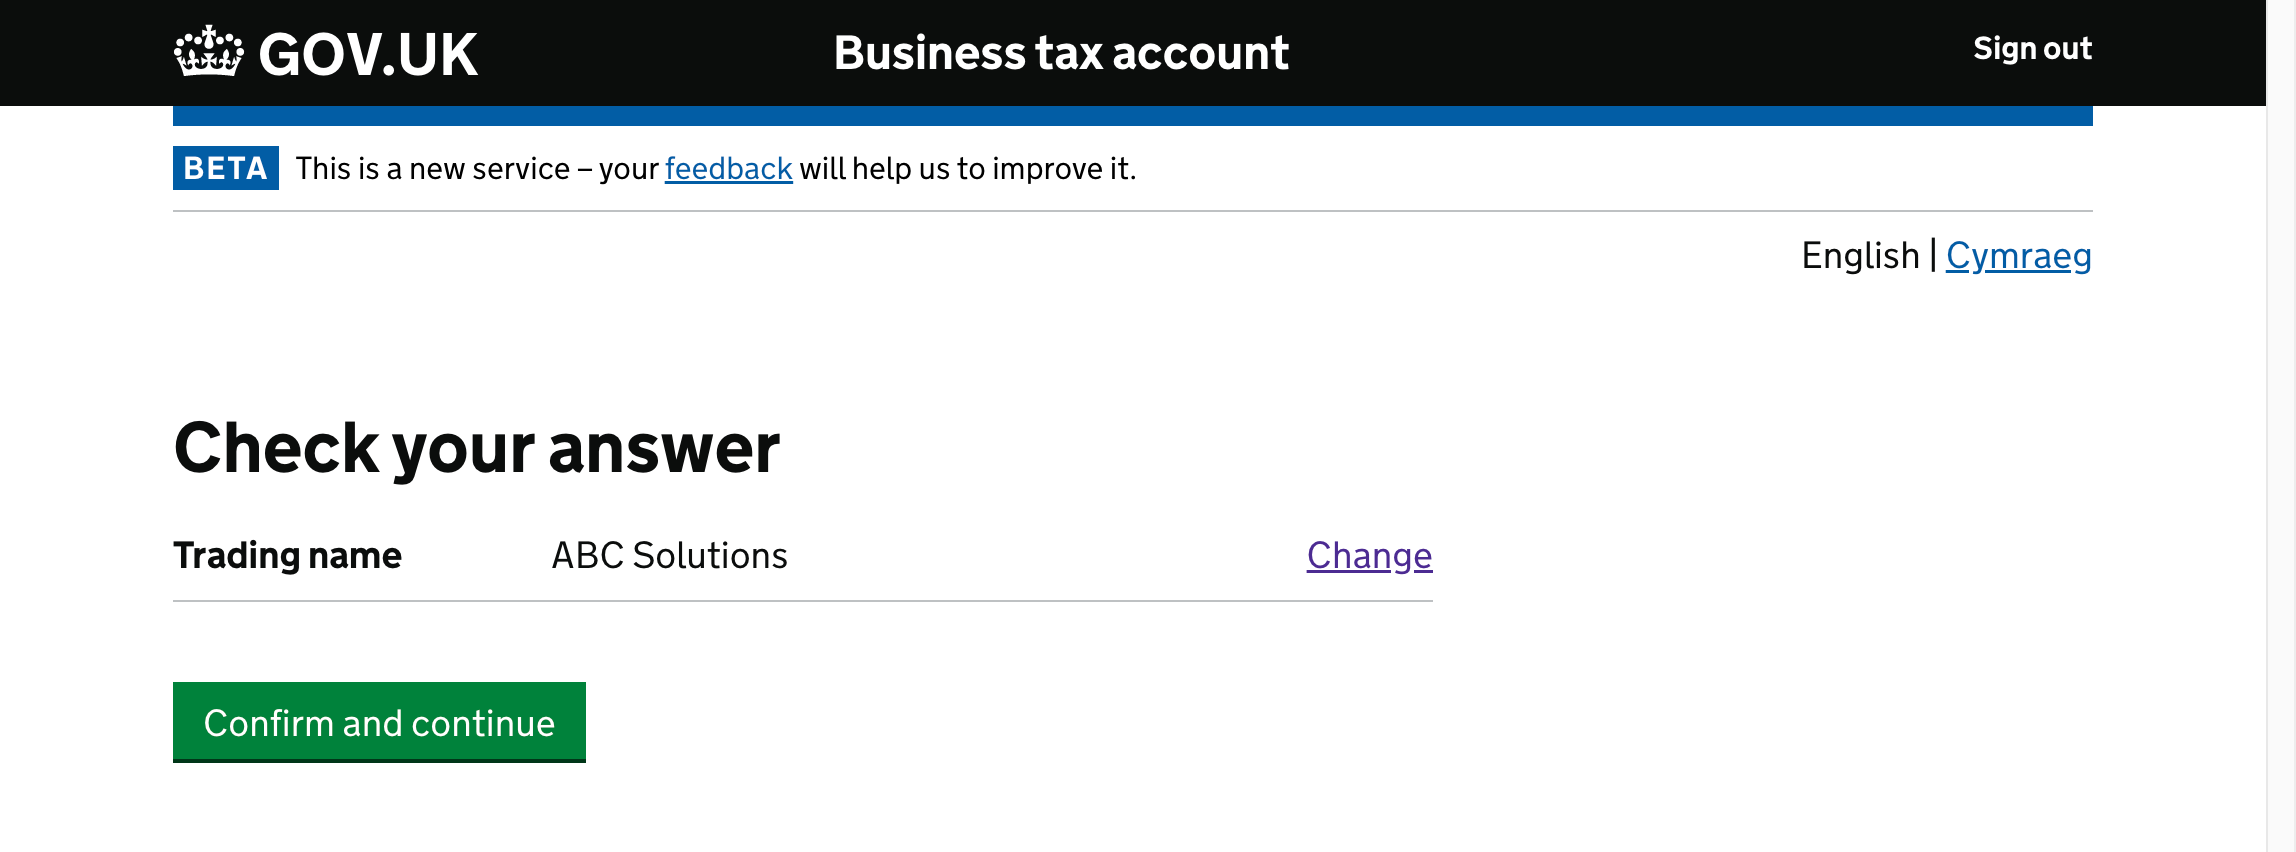 GOV.UK Business tax account Sign out
BETA This is a new service – your feedback will help us to improve it.
English | Cymraeg
Check your answer
Trading name ABC Solutions Change
Confirm and continue